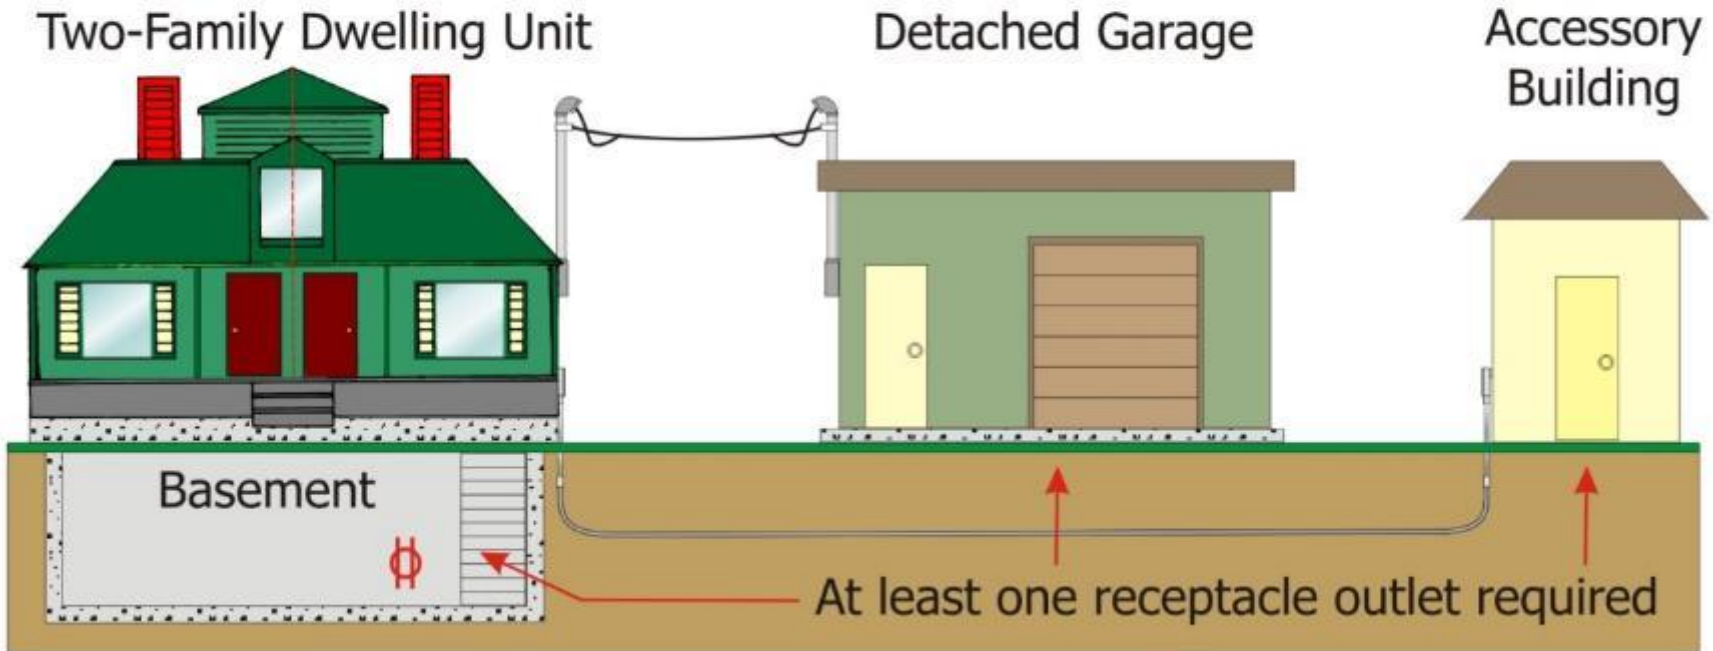 Two-Family Dwelling Unit
Detached Garage
Accessory
Building
Basement
At least one receptacle outlet required